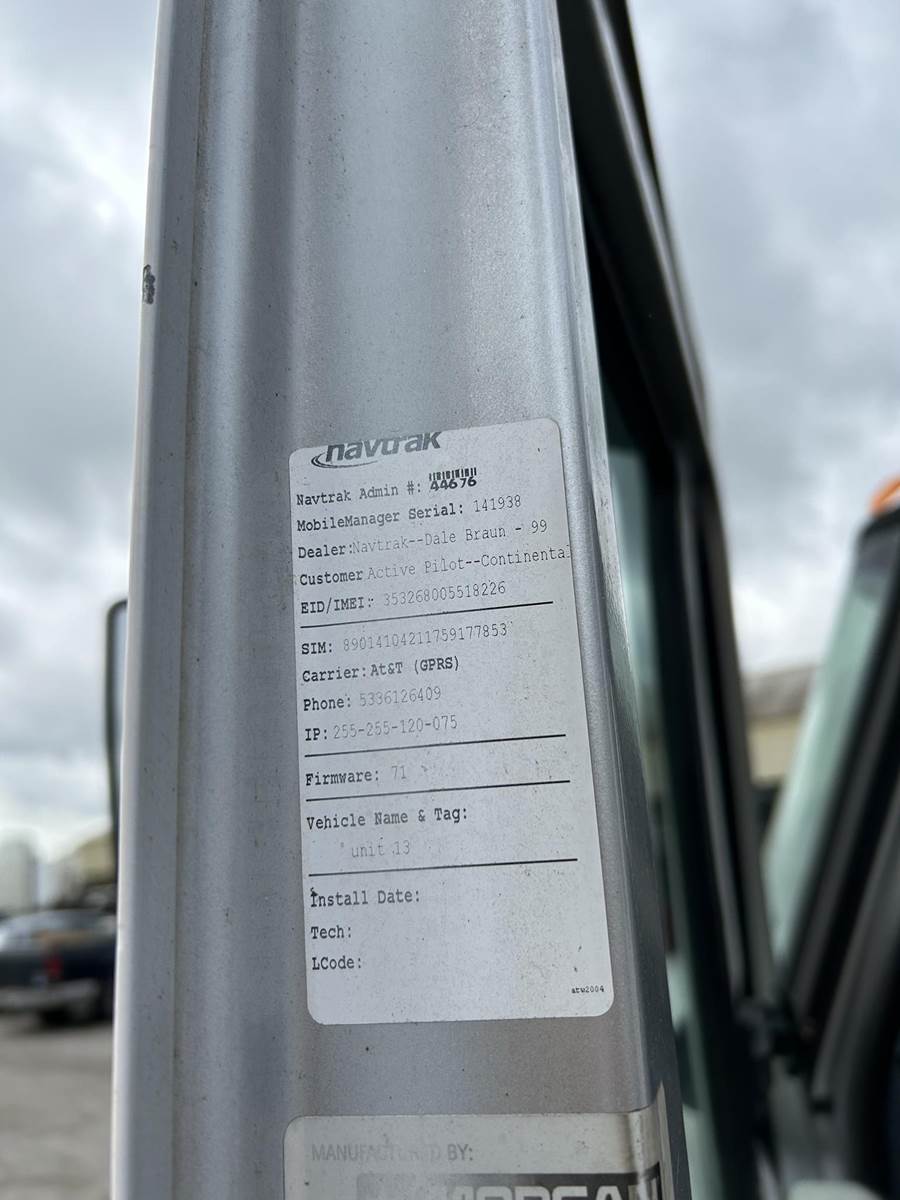 navtrak
Navtrak Admin #: 44676
MobileManager Serial: 141938
Dealer:Navtrak--Dale Braun - 99
Customer Active Pilot--Continental
EID/IMEI: 353268005518226
SIM: 89014104211759177853
Carrier: At&T (GPRS)
Phone: 5336126409
IP: 255-255-120-075
Firmware: 71
Vehicle Name & Tag:
unit 13
Install Date:
Tech:
LCode:
MANUFACTURED BY:
MORGAN